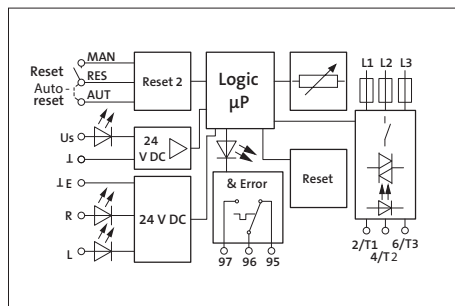 MAN
RES
AUT
Reset
Auto-
reset
Reset 2
Logic
µP
L1 L2 L3
Us
⊥
24
V DC
⊥ E
R
L
24 V DC
& Error
97 96 95
Reset
2/T1
4/T2
6/T3